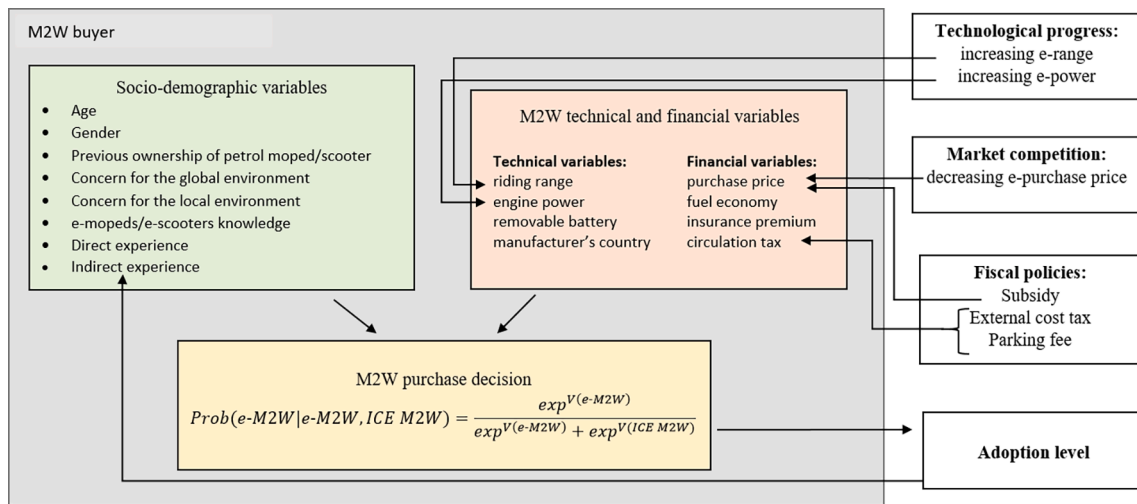 M2W buyer
Socio-demographic variables
• Age
• Gender
• Previous ownership of petrol moped/scooter
• Concern for the global environment
• Concern for the local environment
• e-mopeds/e-scooters knowledge
• Direct experience
• Indirect experience
M2W technical and financial variables
Technical variables:
riding range
engine power
removable battery
manufacturer's country
Financial variables:
purchase price
fuel economy
insurance premium
circulation tax
M2W purchase decision
Prob(e-M2W|e-M2W, ICE M2W) = exp^V(e-M2W) / exp^V(e-M2W) + exp^V(ICE M2W)
Technological progress:
increasing e-range
increasing e-power
Market competition:
decreasing e-purchase price
Fiscal policies:
Subsidy
External cost tax
Parking fee
Adoption level